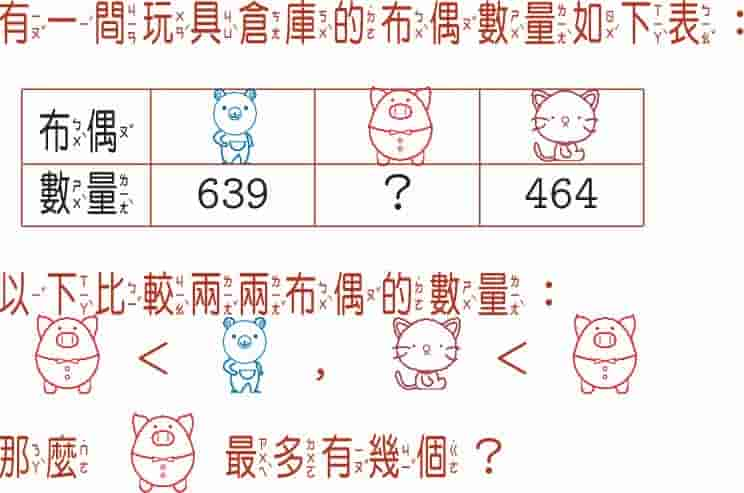 有一間玩具倉庫的布偶數量如下表：
布偶
數量 639 ? 464
以下比較兩兩布偶的數量：
< , <
那麼 最多有幾個？